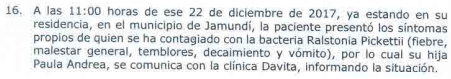 16. A las 11:00 horas de ese 22 de diciembre de 2017, ya estando en su
residencia, en el municipio de Jamundí, la paciente presentó los síntomas
propios de quien se ha contagiado con la bacteria Ralstonia Pickettii (fiebre,
malestar general, temblores, decaimiento y vómito), por lo cual su hija
Paula Andrea, se comunica con la clínica Davita, informando la situación.